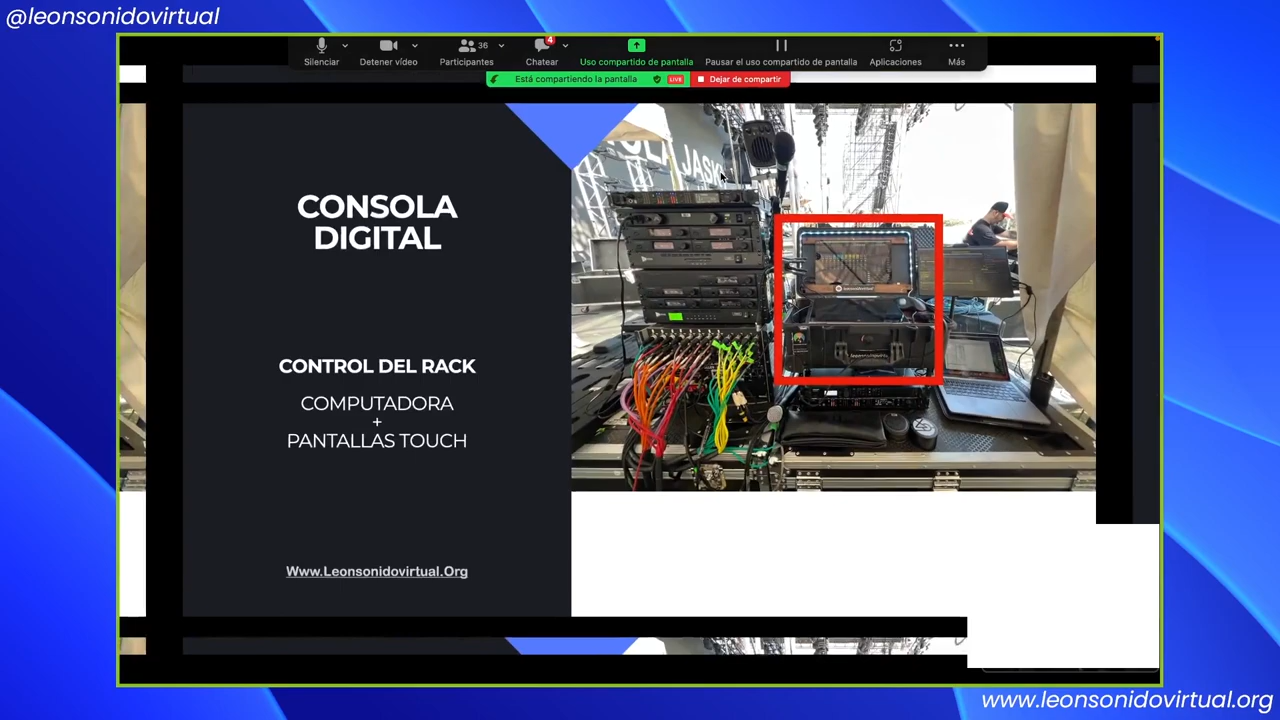 @leonsonidovirtual
36
4
Silenciar
Detener vídeo
Participantes
Chatear
Uso compartido de pantalla
Pausar el uso compartido de pantalla
Aplicaciones
Más
Está compartiendo la pantalla
LIVE
Dejar de compartir
CONSOLA
DIGITAL
CONTROL DEL RACK
COMPUTADORA
+
PANTALLAS TOUCH
Www.Leonsonidovirtual.Org
www.leonsonidovirtual.org